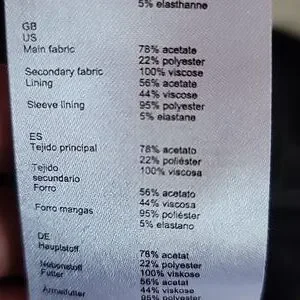 5% elasthanne
GB
US
Main fabric 78% acetate
22% polyester
Secondary fabric 100% viscose
Lining 56% acetate
44% viscose
Sleeve lining 95% polyester
5% elastane
ES
Tejido principal 78% acetato
22% poliéster
Tejido 100% viscosa
secundario
Forro 56% acetato
44% viscosa
Forro mangas 95% poliéster
5% elastano
DE
Hauptstoff 78% acetat
22% polyester
Nebenstoff 100% viskose
Futter 56% acetat
44% viskose
Ärmelfutter 95% polyester